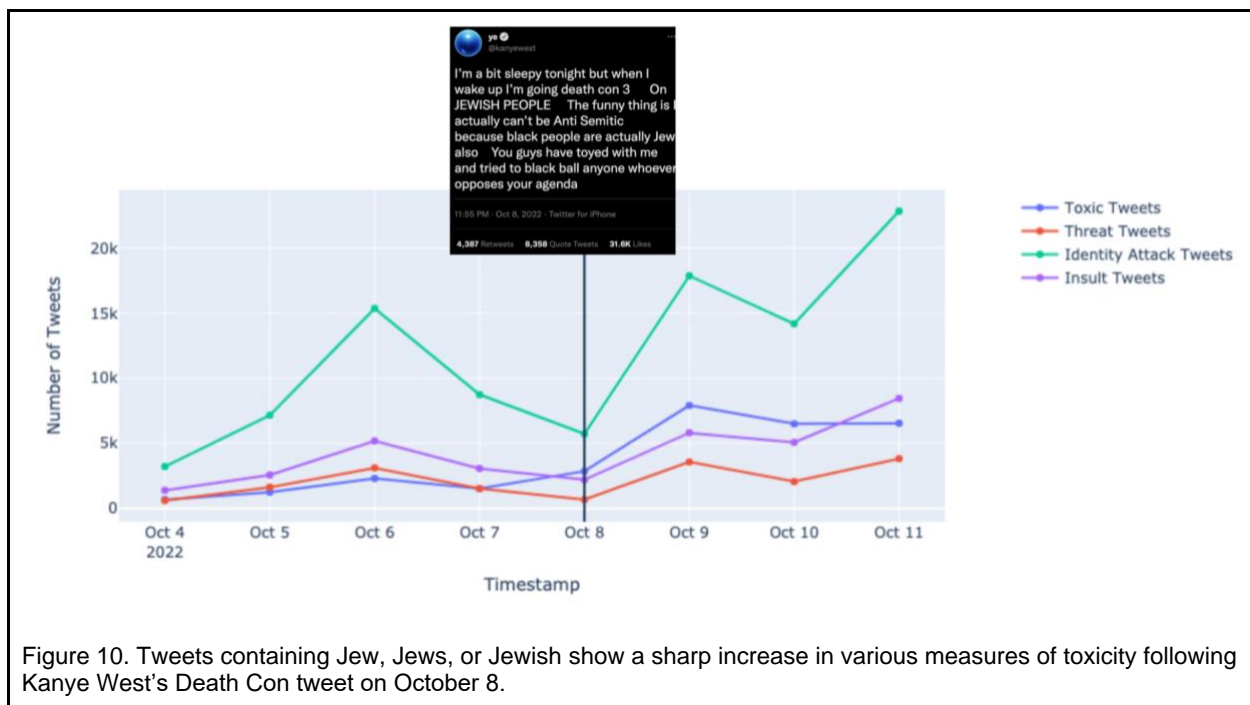 ye
@kanyewest
I'm a bit sleepy tonight but when I
wake up I'm going death con 3 On
JEWISH PEOPLE The funny thing is I
actually can't be Anti Semitic
because black people are actually Jew
also You guys have toyed with me
and tried to black ball anyone whoever
opposes your agenda
11:55 PM · Oct 8, 2022 · Twitter for iPhone
4,387 Retweets 8,358 Quote Tweets 31.6K Likes
Toxic Tweets
Threat Tweets
Identity Attack Tweets
Insult Tweets
Number of Tweets
20k
15k
10k
5k
0
Oct 4 Oct 5 Oct 6 Oct 7 Oct 8 Oct 9 Oct 10 Oct 11
2022
Timestamp
Figure 10. Tweets containing Jew, Jews, or Jewish show a sharp increase in various measures of toxicity following
Kanye West's Death Con tweet on October 8.